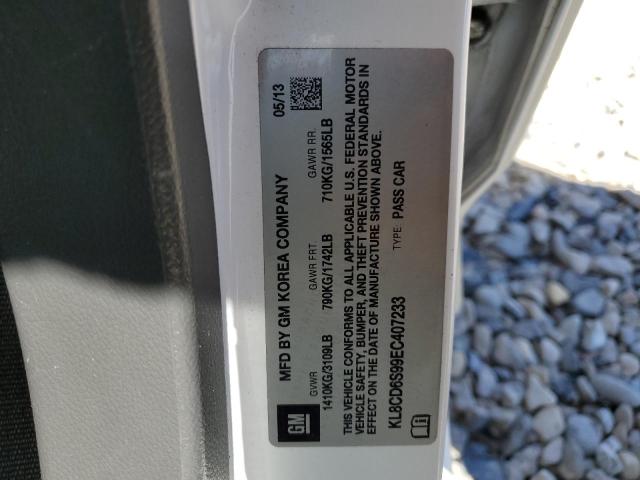 GM
MFD BY GM KOREA COMPANY 05/13
GVWR GAWR FRT. GAWR RR.
1410KG/3109LB 790KG/1742LB 710KG/1565LB
THIS VEHICLE CONFORMS TO ALL APPLICABLE U.S. FEDERAL MOTOR
VEHICLE SAFETY, BUMPER, AND THEFT PREVENTION STANDARDS IN
EFFECT ON THE DATE OF MANUFACTURE SHOWN ABOVE.
KL8CD6S99EC407233 TYPE: PASS CAR